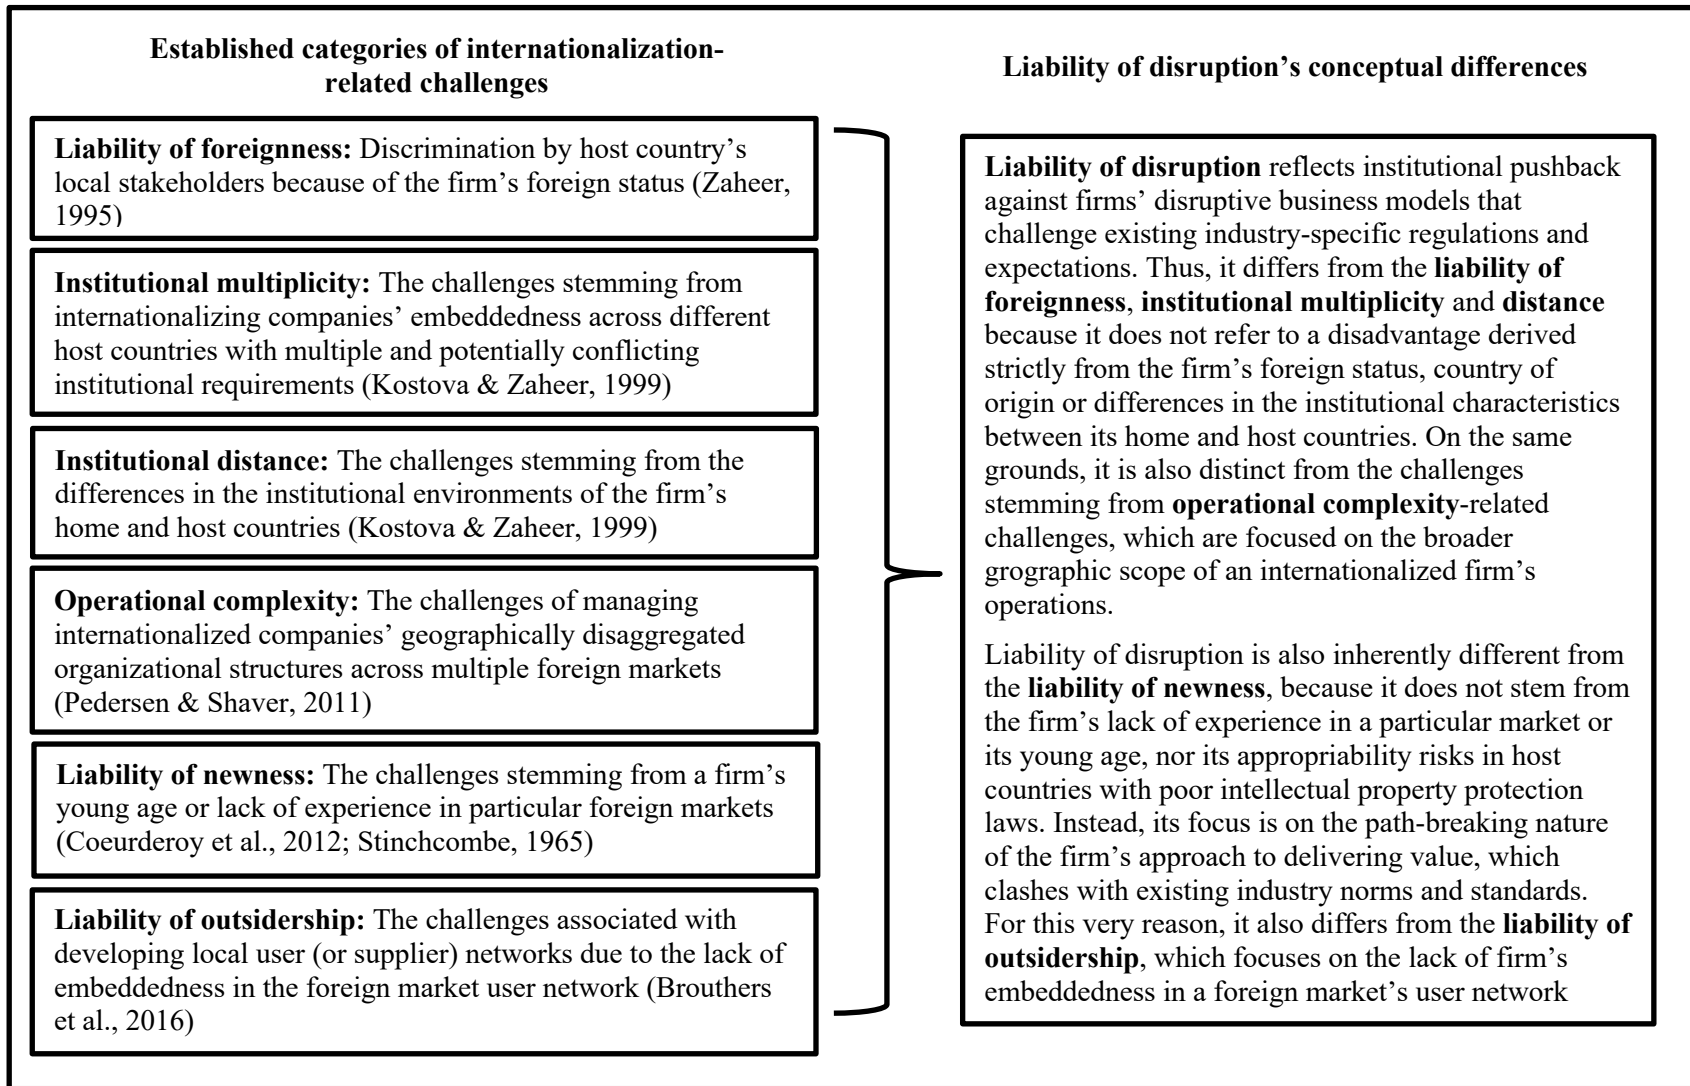 Established categories of internationalization-
related challenges
Liability of foreignness: Discrimination by host country’s
local stakeholders because of the firm’s foreign status (Zaheer,
1995)
Institutional multiplicity: The challenges stemming from
internationalizing companies’ embeddedness across different
host countries with multiple and potentially conflicting
institutional requirements (Kostova & Zaheer, 1999)
Institutional distance: The challenges stemming from the
differences in the institutional environments of the firm’s
home and host countries (Kostova & Zaheer, 1999)
Operational complexity: The challenges of managing
internationalized companies’ geographically disaggregated
organizational structures across multiple foreign markets
(Pedersen & Shaver, 2011)
Liability of newness: The challenges stemming from a firm’s
young age or lack of experience in particular foreign markets
(Coeurderoy et al., 2012; Stinchcombe, 1965)
Liability of outsidership: The challenges associated with
developing local user (or supplier) networks due to the lack of
embeddedness in the foreign market user network (Brouthers
et al., 2016)
Liability of disruption’s conceptual differences
Liability of disruption reflects institutional pushback
against firms’ disruptive business models that
challenge existing industry-specific regulations and
expectations. Thus, it differs from the liability of
foreignness, institutional multiplicity and distance
because it does not refer to a disadvantage derived
strictly from the firm’s foreign status, country of
origin or differences in the institutional characteristics
between its home and host countries. On the same
grounds, it is also distinct from the challenges
stemming from operational complexity-related
challenges, which are focused on the broader
grographic scope of an internationalized firm’s
operations.
Liability of disruption is also inherently different from
the liability of newness, because it does not stem from
the firm’s lack of experience in a particular market or
its young age, nor its appropriability risks in host
countries with poor intellectual property protection
laws. Instead, its focus is on the path-breaking nature
of the firm’s approach to delivering value, which
clashes with existing industry norms and standards.
For this very reason, it also differs from the liability of
outsidership, which focuses on the lack of firm’s
embeddedness in a foreign market’s user network